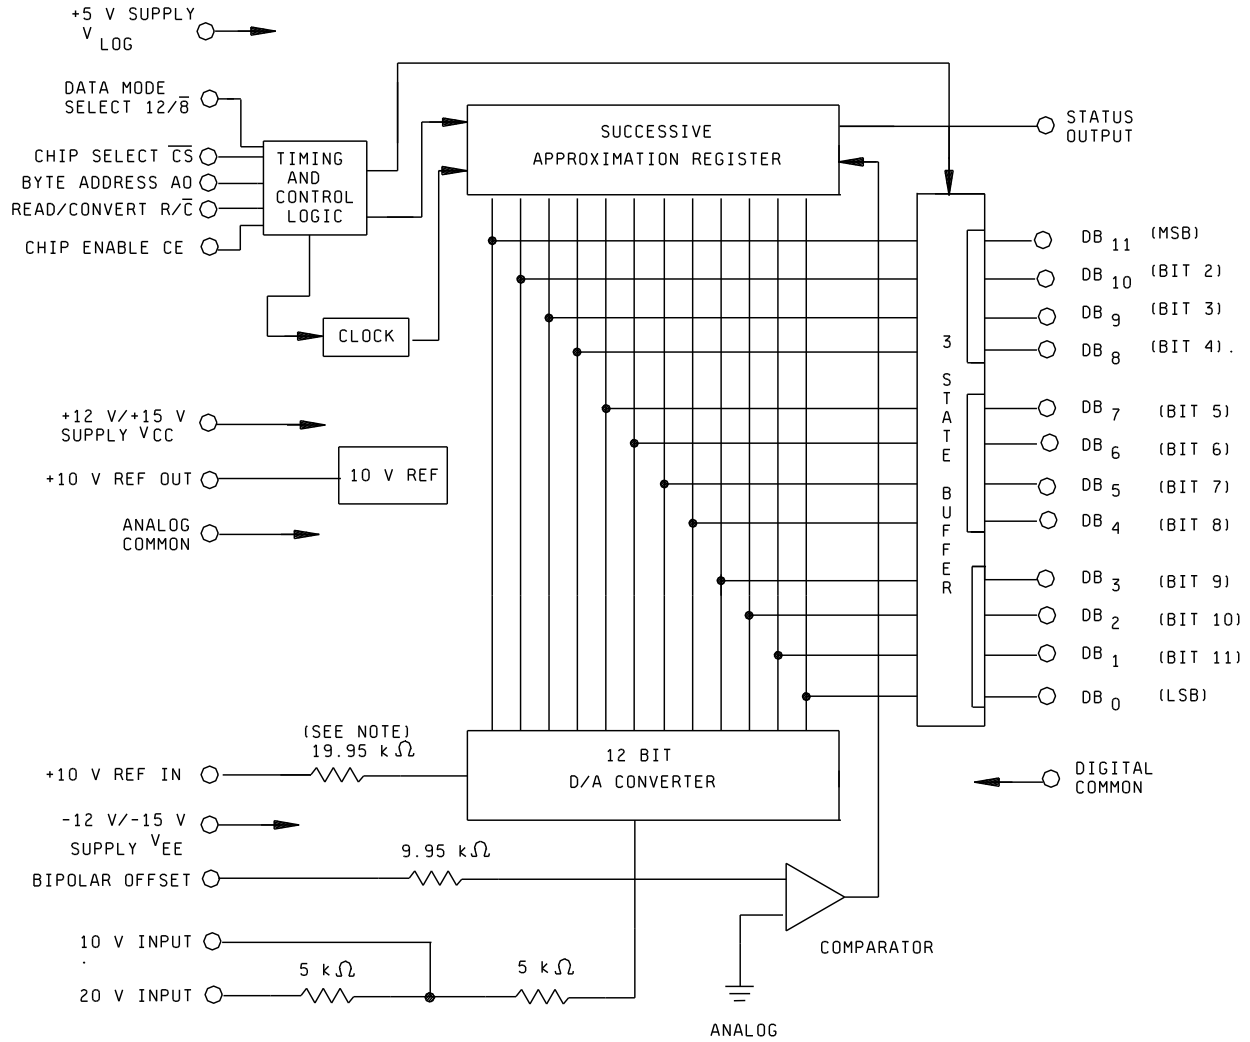 +5 V SUPPLY
V LOG
DATA MODE
SELECT 12/8̅
CHIP SELECT C̅S̅
BYTE ADDRESS AO
READ/CONVERT R/C̅
CHIP ENABLE CE
TIMING
AND
CONTROL
LOGIC
CLOCK
SUCCESSIVE
APPROXIMATION REGISTER
STATUS
OUTPUT
+12 V/+15 V
SUPPLY VCC
+10 V REF OUT
10 V REF
ANALOG
COMMON
3 STATE BUFFER
DB 11 (MSB)
DB 10 (BIT 2)
DB 9 (BIT 3)
DB 8 (BIT 4).
DB 7 (BIT 5)
DB 6 (BIT 6)
DB 5 (BIT 7)
DB 4 (BIT 8)
DB 3 (BIT 9)
DB 2 (BIT 10)
DB 1 (BIT 11)
DB 0 (LSB)
(SEE NOTE)
19.95 kΩ
+10 V REF IN
12 BIT
D/A CONVERTER
DIGITAL
COMMON
-12 V/-15 V
SUPPLY VEE
9.95 kΩ
BIPOLAR OFFSET
10 V INPUT
.
5 kΩ
5 kΩ
20 V INPUT
COMPARATOR
ANALOG